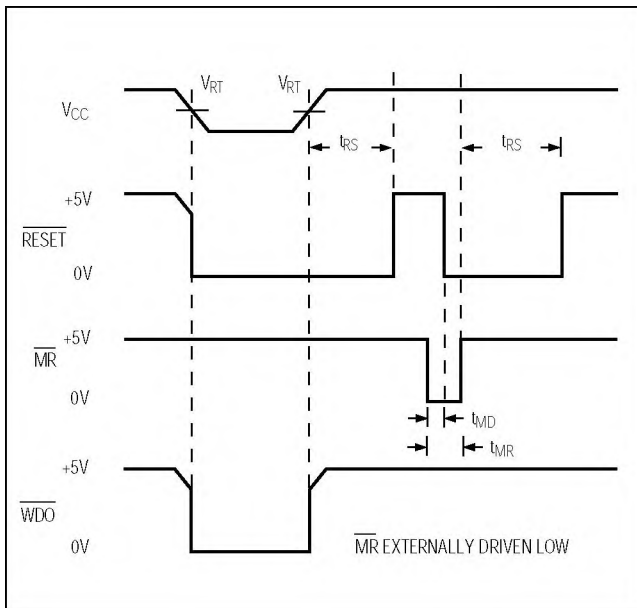 VRT VRT
VCC
tRS tRS
+5V
RESET
0V
+5V
MR
0V
tMD
tMR
+5V
WDO
0V
MR EXTERNALLY DRIVEN LOW